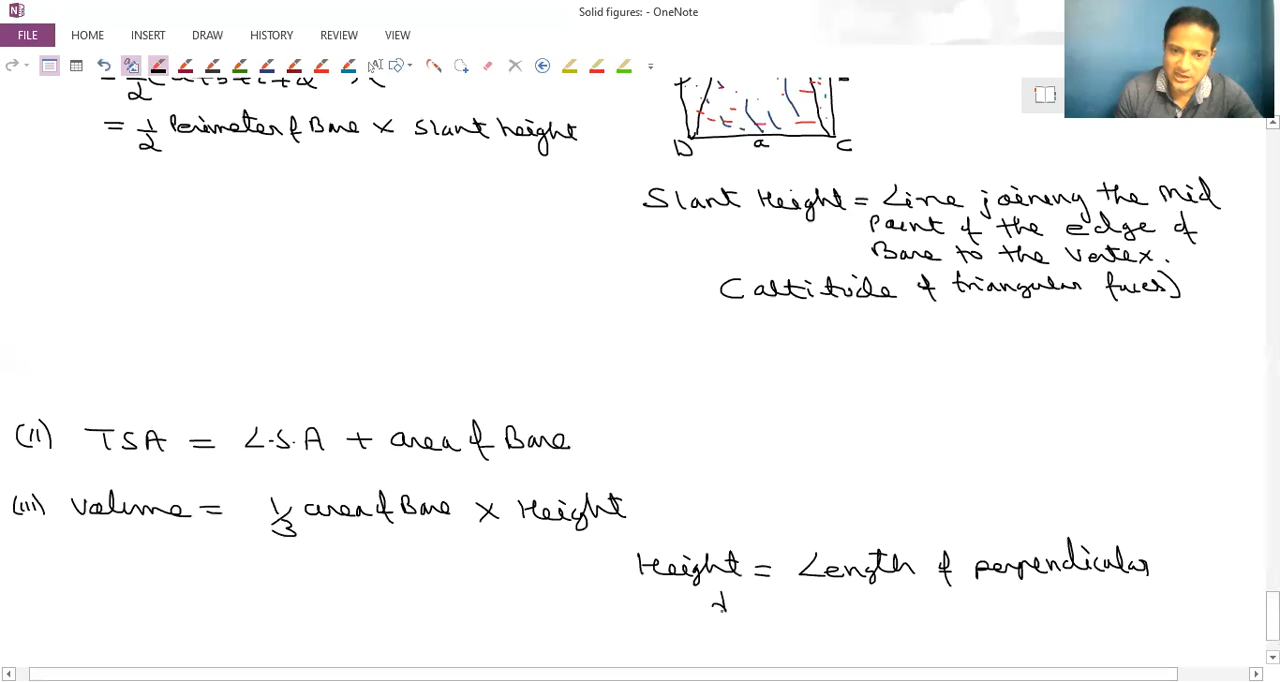 Solid figures: - OneNote
FILE HOME INSERT DRAW HISTORY REVIEW VIEW
= 1/2 Perimeter of Base × Slant height
D a C
Slant Height = Line joining the mid
Point of the edge of
Base to the vertex.
(altitude of triangular faces)
(ii) TSA = L.S.A + area of Base
(iii) Volume = 1/3 area of Base × Height
Height = Length of perpendicular